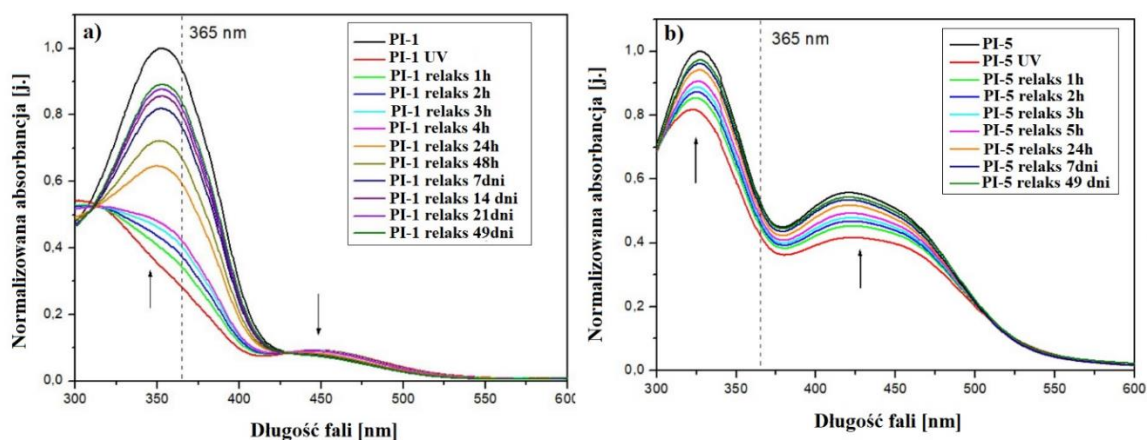 a)
365 nm
PI-1
PI-1 UV
PI-1 relaks 1h
PI-1 relaks 2h
PI-1 relaks 3h
PI-1 relaks 4h
PI-1 relaks 24h
PI-1 relaks 48h
PI-1 relaks 7dni
PI-1 relaks 14 dni
PI-1 relaks 21dni
PI-1 relaks 49dni
Normalizowana absorbancja [j.]
1,0
0,8
0,6
0,4
0,2
0,0
300
350
400
450
500
550
600
Długość fali [nm]
b)
365 nm
PI-5
PI-5 UV
PI-5 relaks 1h
PI-5 relaks 2h
PI-5 relaks 3h
PI-5 relaks 5h
PI-5 relaks 24h
PI-5 relaks 7dni
PI-5 relaks 49 dni
Normalizowana absorbancja [j.]
1,0
0,8
0,6
0,4
0,2
0,0
300
350
400
450
500
550
600
Długość fali [nm]